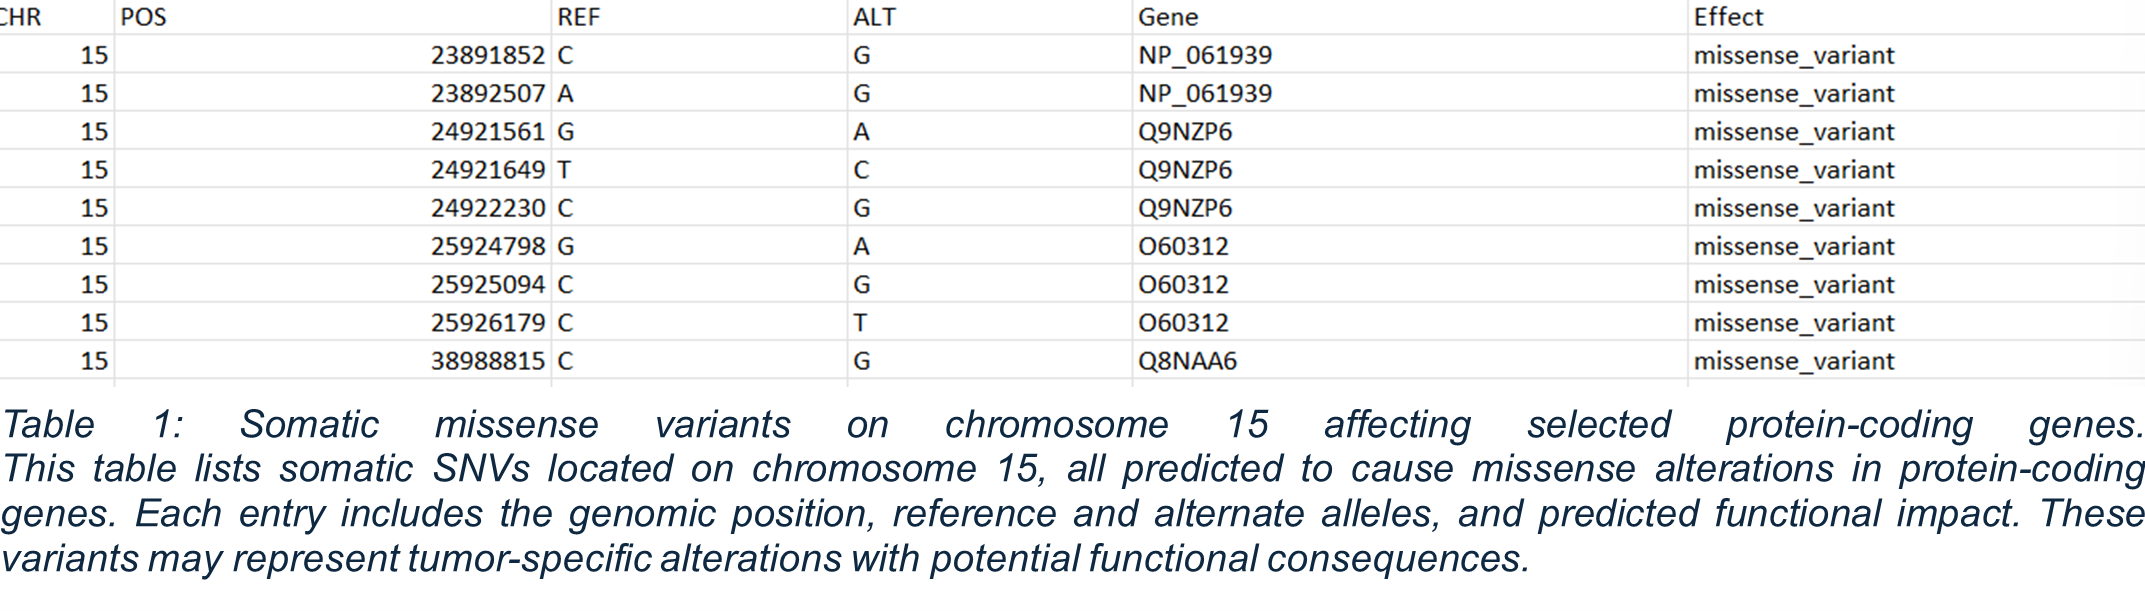 CHR POS REF ALT Gene Effect
15 23891852 C G NP_061939 missense_variant
15 23892507 A G NP_061939 missense_variant
15 24921561 G A Q9NZP6 missense_variant
15 24921649 T C Q9NZP6 missense_variant
15 24922230 C G Q9NZP6 missense_variant
15 25924798 G A O60312 missense_variant
15 25925094 C G O60312 missense_variant
15 25926179 C T O60312 missense_variant
15 38988815 C G Q8NAA6 missense_variant
Table 1: Somatic missense variants on chromosome 15 affecting selected protein-coding genes.
This table lists somatic SNVs located on chromosome 15, all predicted to cause missense alterations in protein-coding
genes. Each entry includes the genomic position, reference and alternate alleles, and predicted functional impact. These
variants may represent tumor-specific alterations with potential functional consequences.